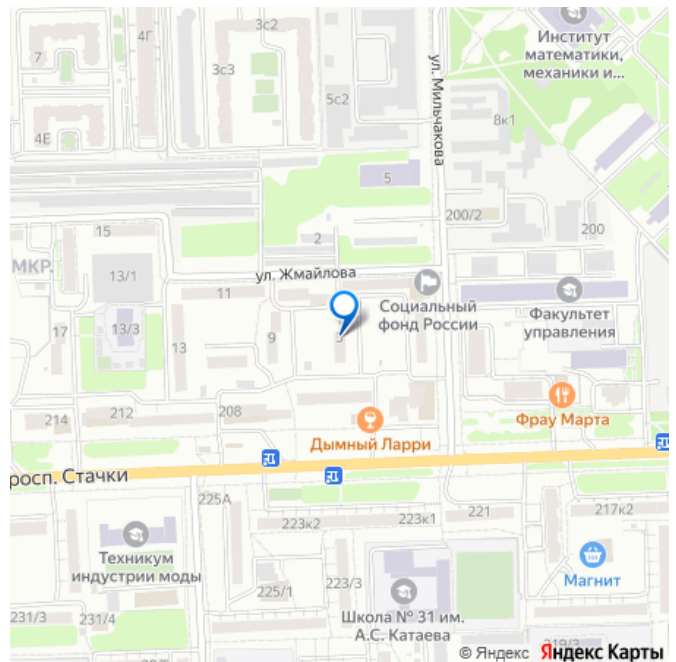 3с2
4Г
Институт
математики,
механики и...
7
3с3
ул. Мильчакова
5с2
8к1
4Е
5
200/2
200
15
2
МКР.
13/1
ул. Жмайлова
11
Социальный
фонд России
Факультет
управления
17
13/3
13
9
214
212
208
Фрау Марта
Дымный Ларри
росп. Стачки
225А
223к2
223к1
221
217к2
Техникум
индустрии моды
Магнит
225/1
223/3
231/3
231/4
Школа № 31 им.
А.С. Катаева
© Яндекс Яндекс Карты